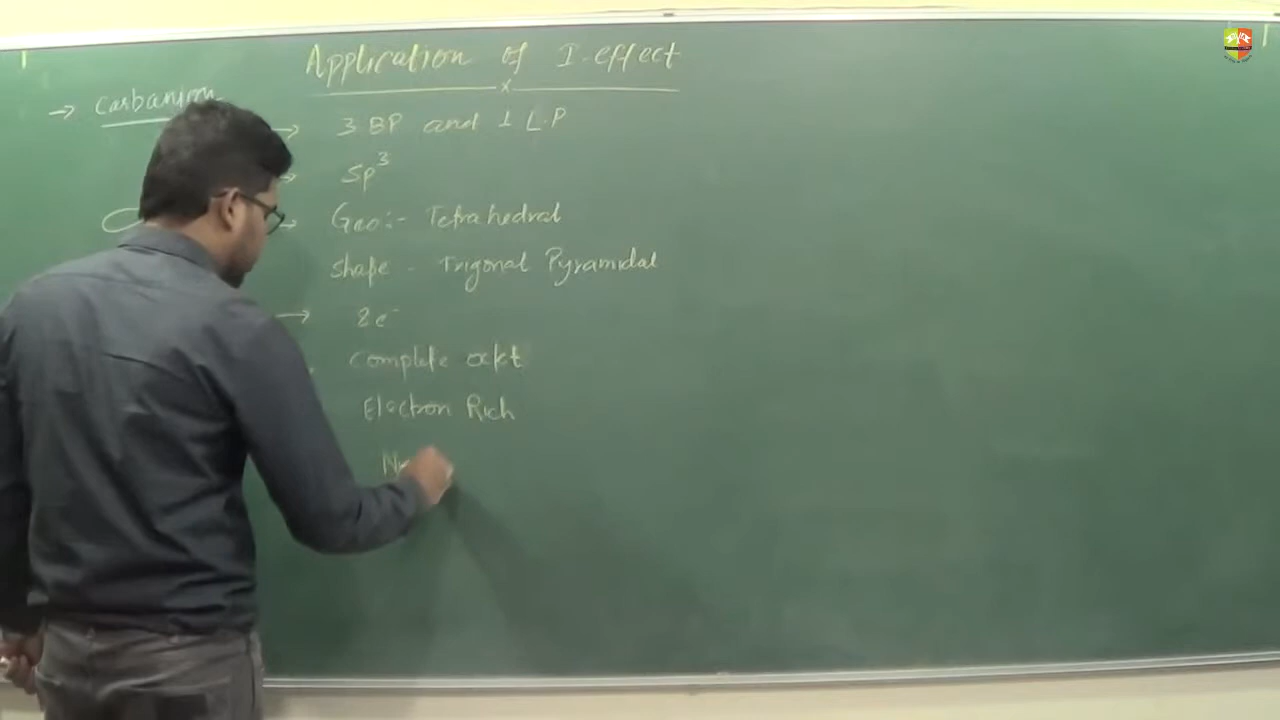 Application of I-effect
x
→ Carbanion
→ 3 BP and 1 L.P
→ Sp³
→ Geo:- Tetrahedral
Shape - Trigonal Pyramidal
→ 8e⁻
Complete octet
Electron Rich